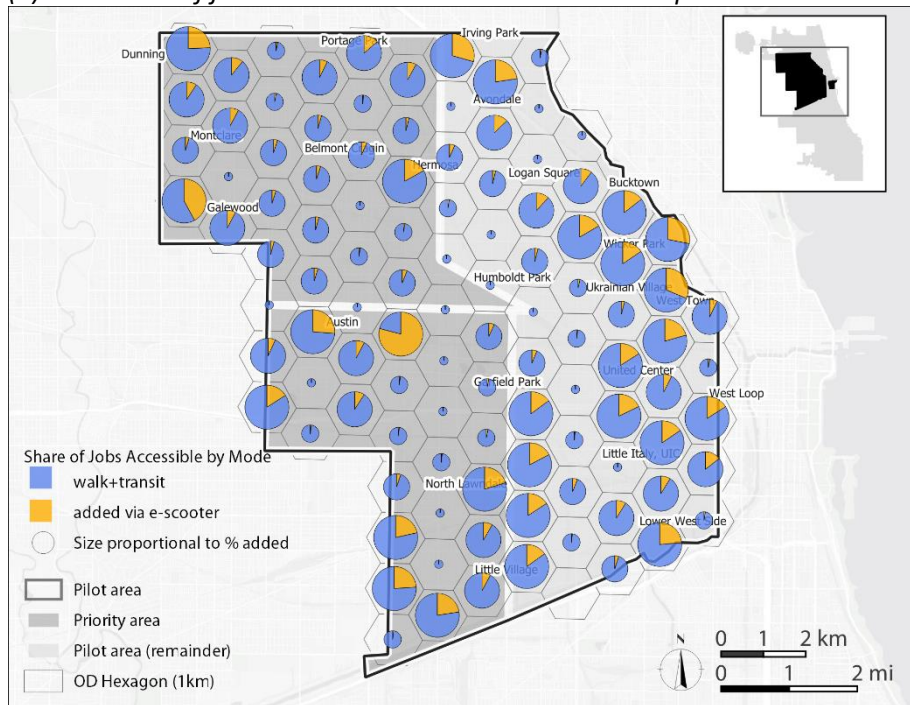 Irving Park
Portage Park
Dunning
Avondale
Montclare
Belmont Cragin
Hermosa
Logan Square
Bucktown
Galewood
Wicker Park
Humboldt Park
Ukrainian Village
West Town
Austin
United Center
Garfield Park
West Loop
Little Italy, UIC
North Lawndale
Lower West Side
Little Village
Share of Jobs Accessible by Mode
walk+transit
added via e-scooter
Size proportional to % added
Pilot area
Priority area
Pilot area (remainder)
OD Hexagon (1km)
N
0 1 2 km
0 1 2 mi